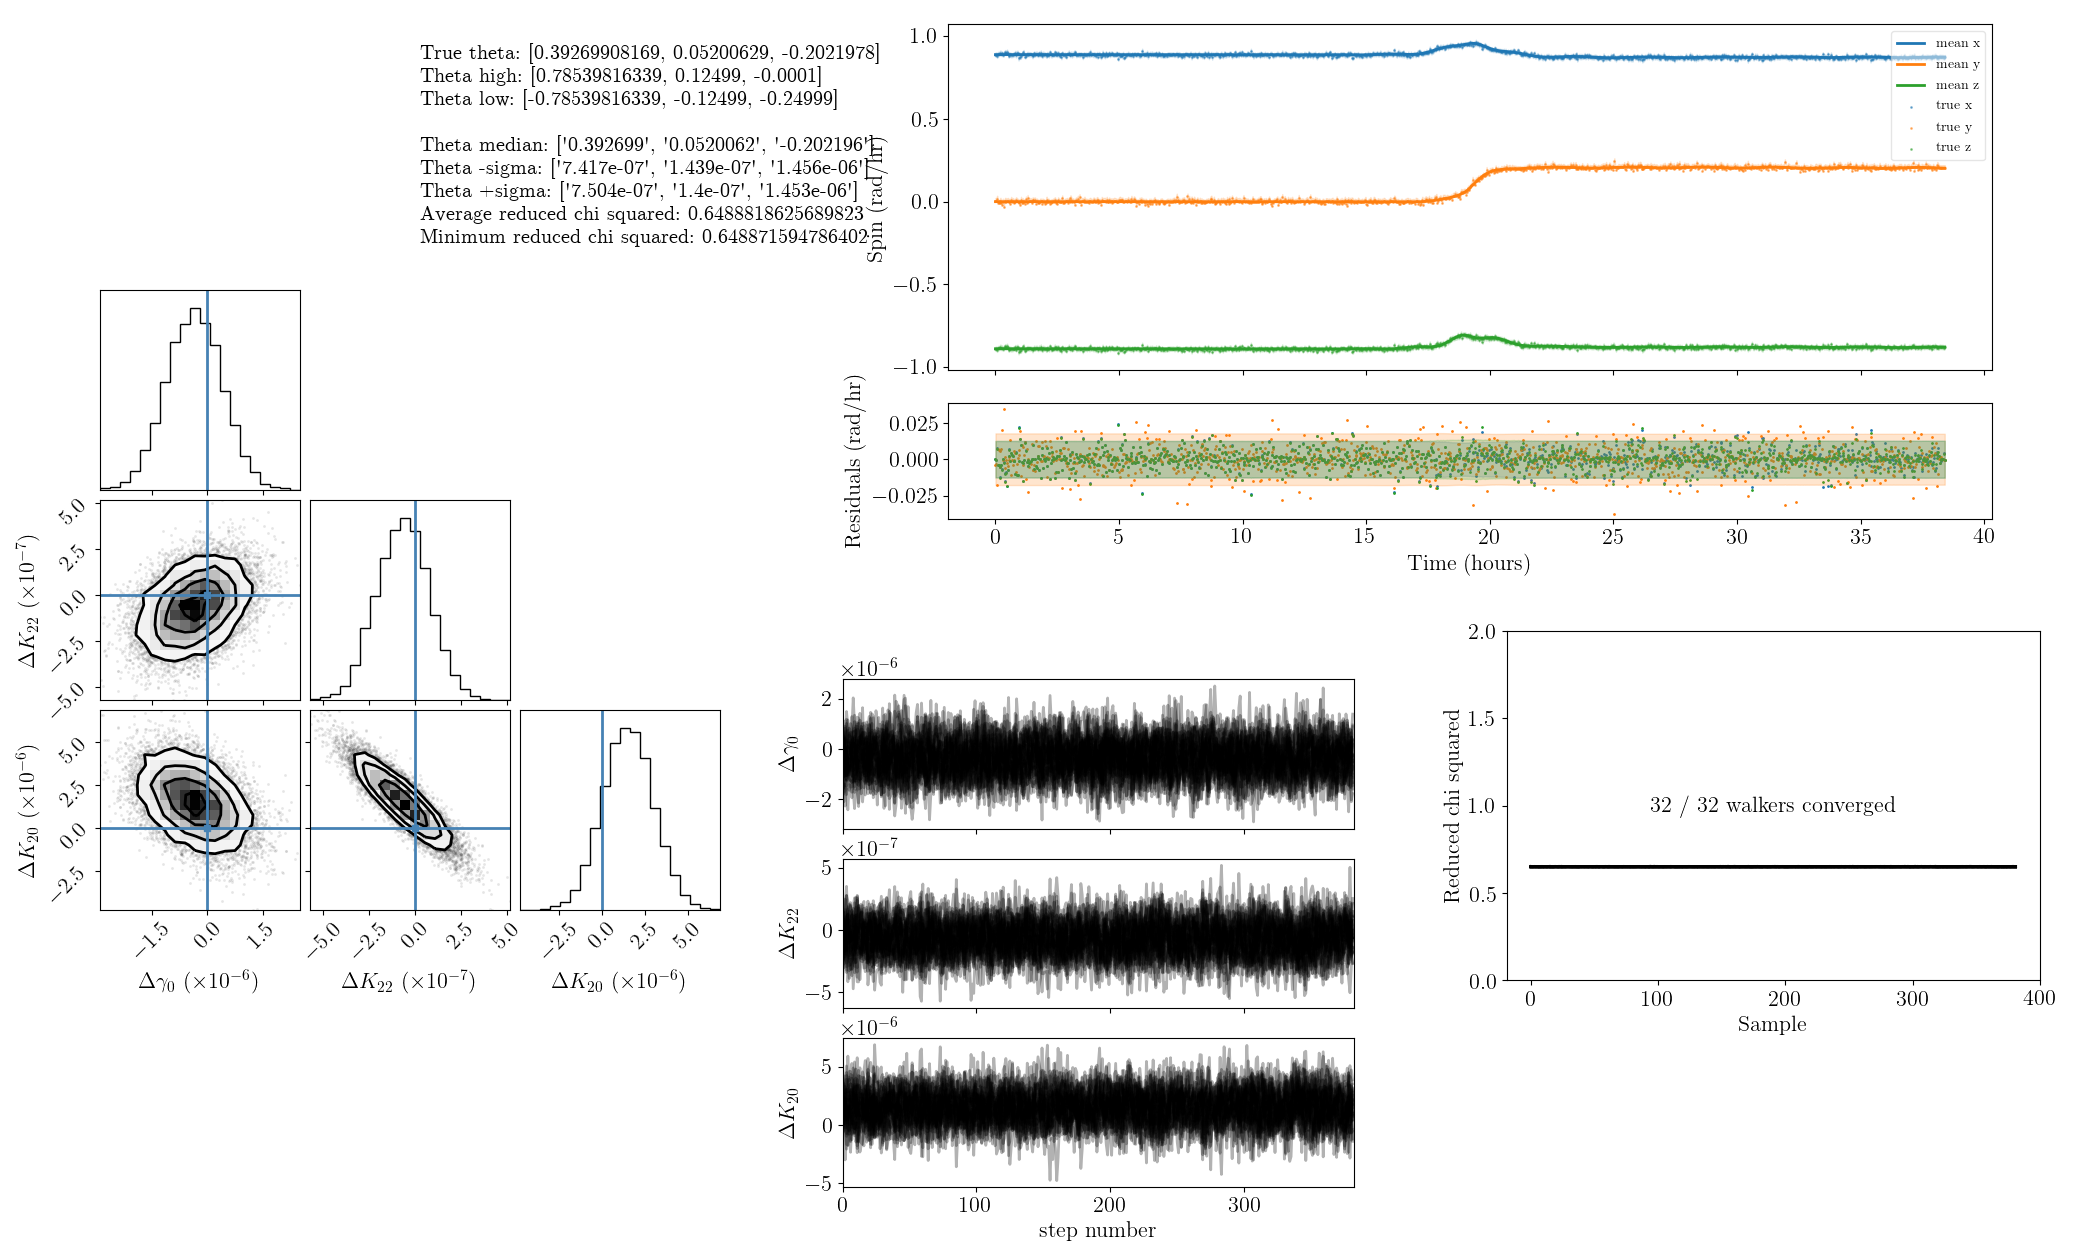 True theta: [0.39269908169, 0.05200629, -0.2021978]
Theta high: [0.78539816339, 0.12499, -0.0001]
Theta low: [-0.78539816339, -0.12499, -0.24999]
Theta median: ['0.392699', '0.0520062', '-0.202196']
Theta -sigma: ['7.417e-07', '1.439e-07', '1.456e-06']
Theta +sigma: ['7.504e-07', '1.4e-07', '1.453e-06']
Average reduced chi squared: 0.6488818625689823
Minimum reduced chi squared: 0.648871594786402
Spin (rad/hr)
1.0
0.5
0.0
−0.5
−1.0
mean x
mean y
mean z
true x
true y
true z
Residuals (rad/hr)
0.025
0.000
−0.025
0 5 10 15 20 25 30 35 40
Time (hours)
ΔK₂₂ (×10⁻⁷)
5.0
2.5
0.0
−2.5
−5.0
ΔK₂₀ (×10⁻⁶)
5.0
2.5
0.0
−2.5
−1.5 0.0 1.5
Δγ₀ (×10⁻⁶)
−5.0 −2.5 0.0 2.5 5.0
ΔK₂₂ (×10⁻⁷)
−2.5 0.0 2.5 5.0
ΔK₂₀ (×10⁻⁶)
×10⁻⁶
Δγ₀
2
0
−2
×10⁻⁷
ΔK₂₂
5
0
−5
×10⁻⁶
ΔK₂₀
5
0
−5
0 100 200 300
step number
Reduced chi squared
2.0
1.5
1.0
0.5
0.0
32 / 32 walkers converged
0 100 200 300 400
Sample